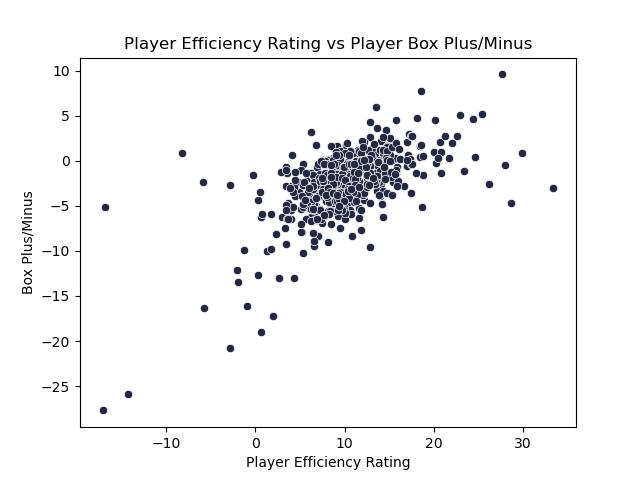 Player Efficiency Rating vs Player Box Plus/Minus
10
5
0
−5
−10
−15
−20
−25
Box Plus/Minus
−10 0 10 20 30
Player Efficiency Rating